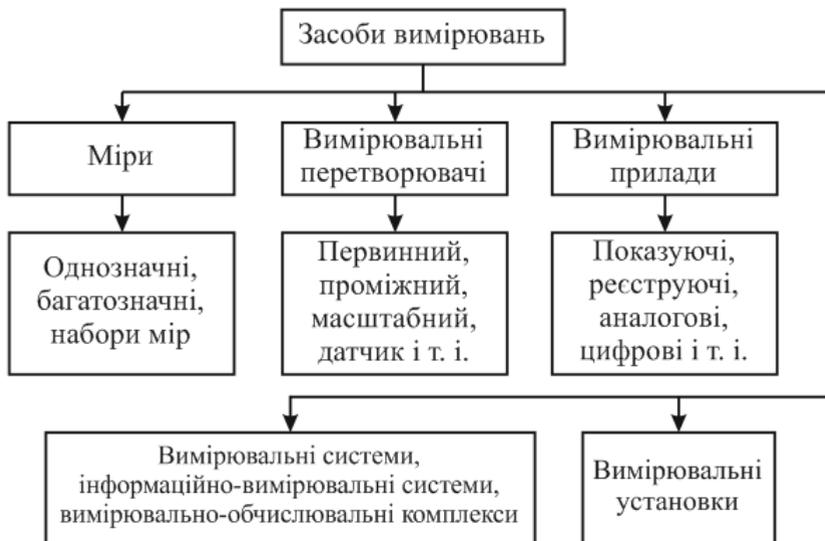 Засоби вимірювань
Міри
Вимірювальні
перетворювачі
Вимірювальні
прилади
Однозначні,
багатозначні,
набори мір
Первинний,
проміжний,
масштабний,
датчик і т. і.
Показуючі,
реєструючі,
аналогові,
цифрові і т. і.
Вимірювальні системи,
інформаційно-вимірювальні системи,
вимірювально-обчислювальні комплекси
Вимірювальні
установки